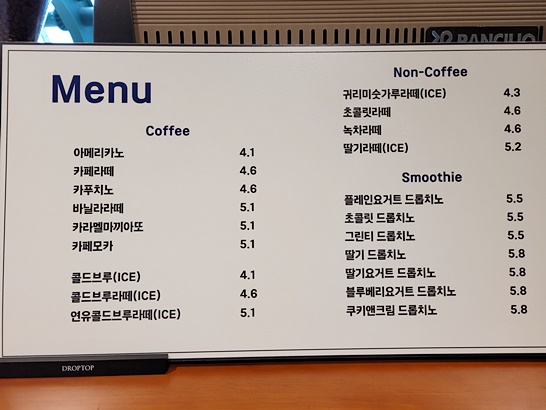 PANCILIO
Menu
Coffee
아메리카노 4.1
카페라떼 4.6
카푸치노 4.6
바닐라라떼 5.1
카라멜마끼아또 5.1
카페모카 5.1
콜드브루(ICE) 4.1
콜드브루라떼(ICE) 4.6
연유콜드브루라떼(ICE) 5.1
Non-Coffee
귀리미숫가루라떼(ICE) 4.3
초콜릿라떼 4.6
녹차라떼 4.6
딸기라떼(ICE) 5.2
Smoothie
플레인요거트 드롭치노 5.5
초콜릿 드롭치노 5.5
그린티 드롭치노 5.5
딸기 드롭치노 5.8
딸기요거트 드롭치노 5.8
블루베리요거트 드롭치노 5.8
쿠키앤크림 드롭치노 5.8
DROPTOP